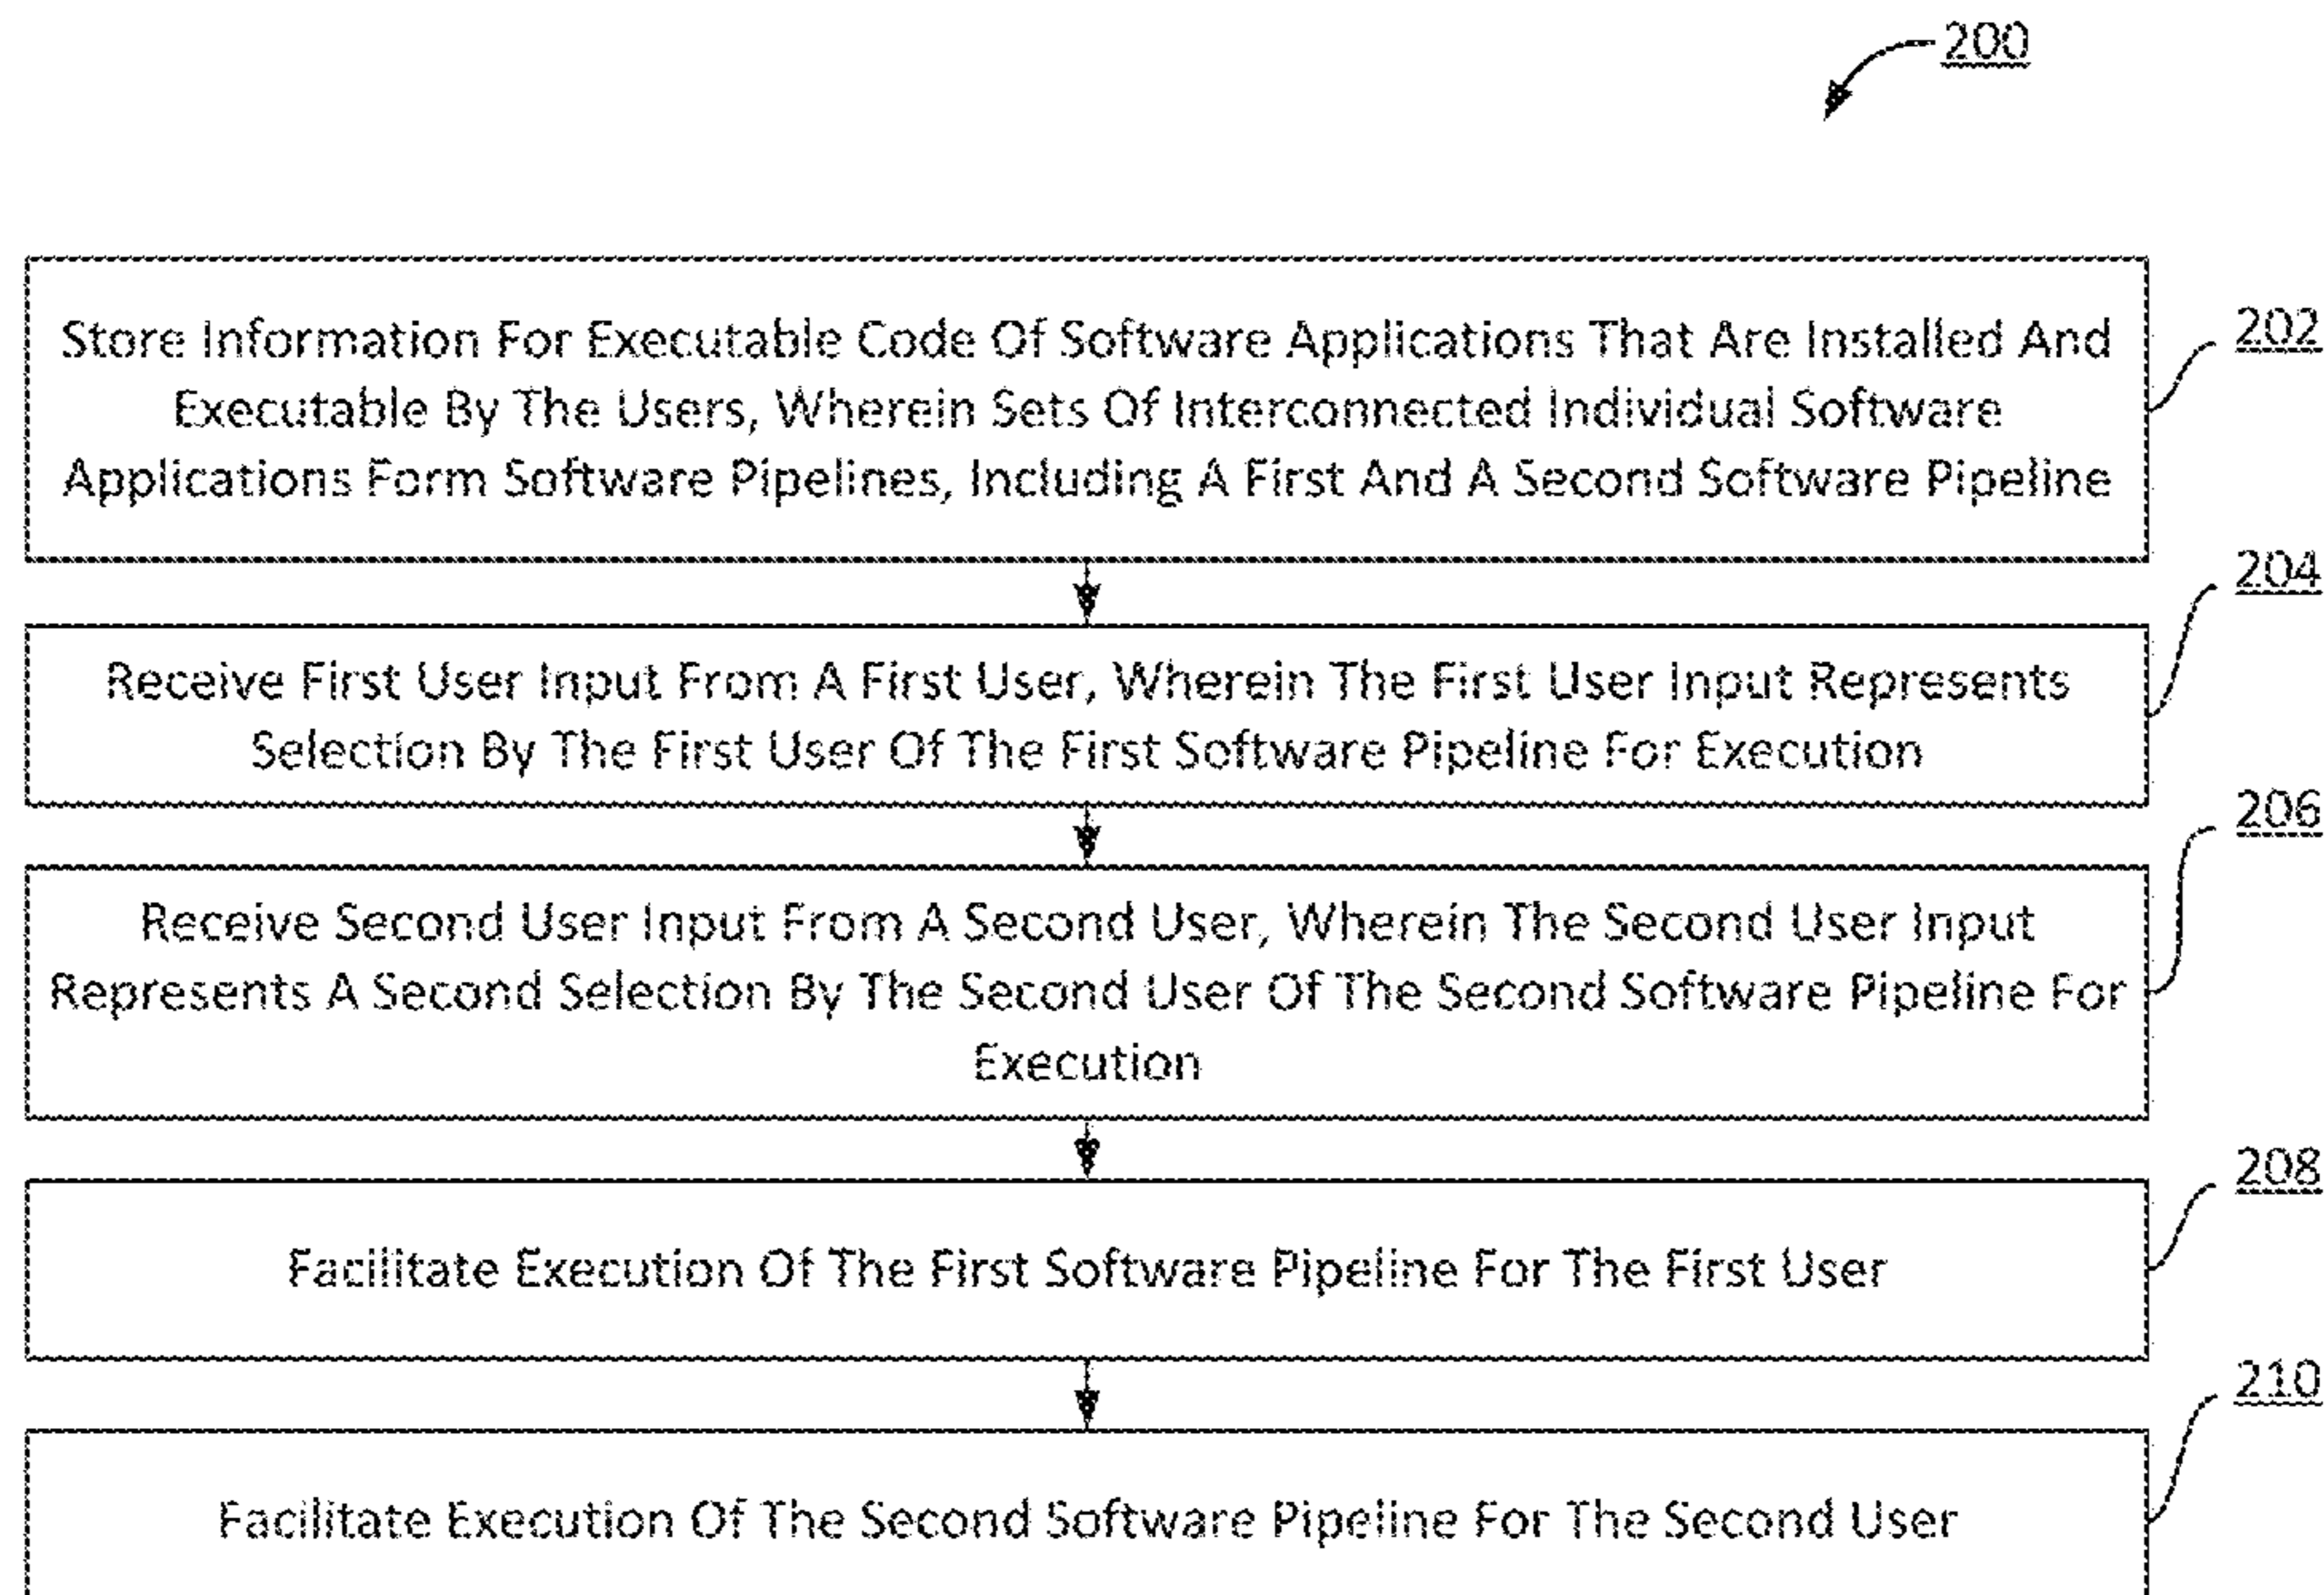 200
Store Information For Executable Code Of Software Applications That Are Installed And
Executable By The Users, Wherein Sets Of Interconnected Individual Software
Applications Form Software Pipelines, Including A First And A Second Software Pipeline
202
Receive First User Input From A First User, Wherein The First User Input Represents
Selection By The First User Of The First Software Pipeline For Execution
204
Receive Second User Input From A Second User, Wherein The Second User Input
Represents A Second Selection By The Second User Of The Second Software Pipeline For
Execution
206
Facilitate Execution Of The First Software Pipeline For The First User
208
Facilitate Execution Of The Second Software Pipeline For The Second User
210